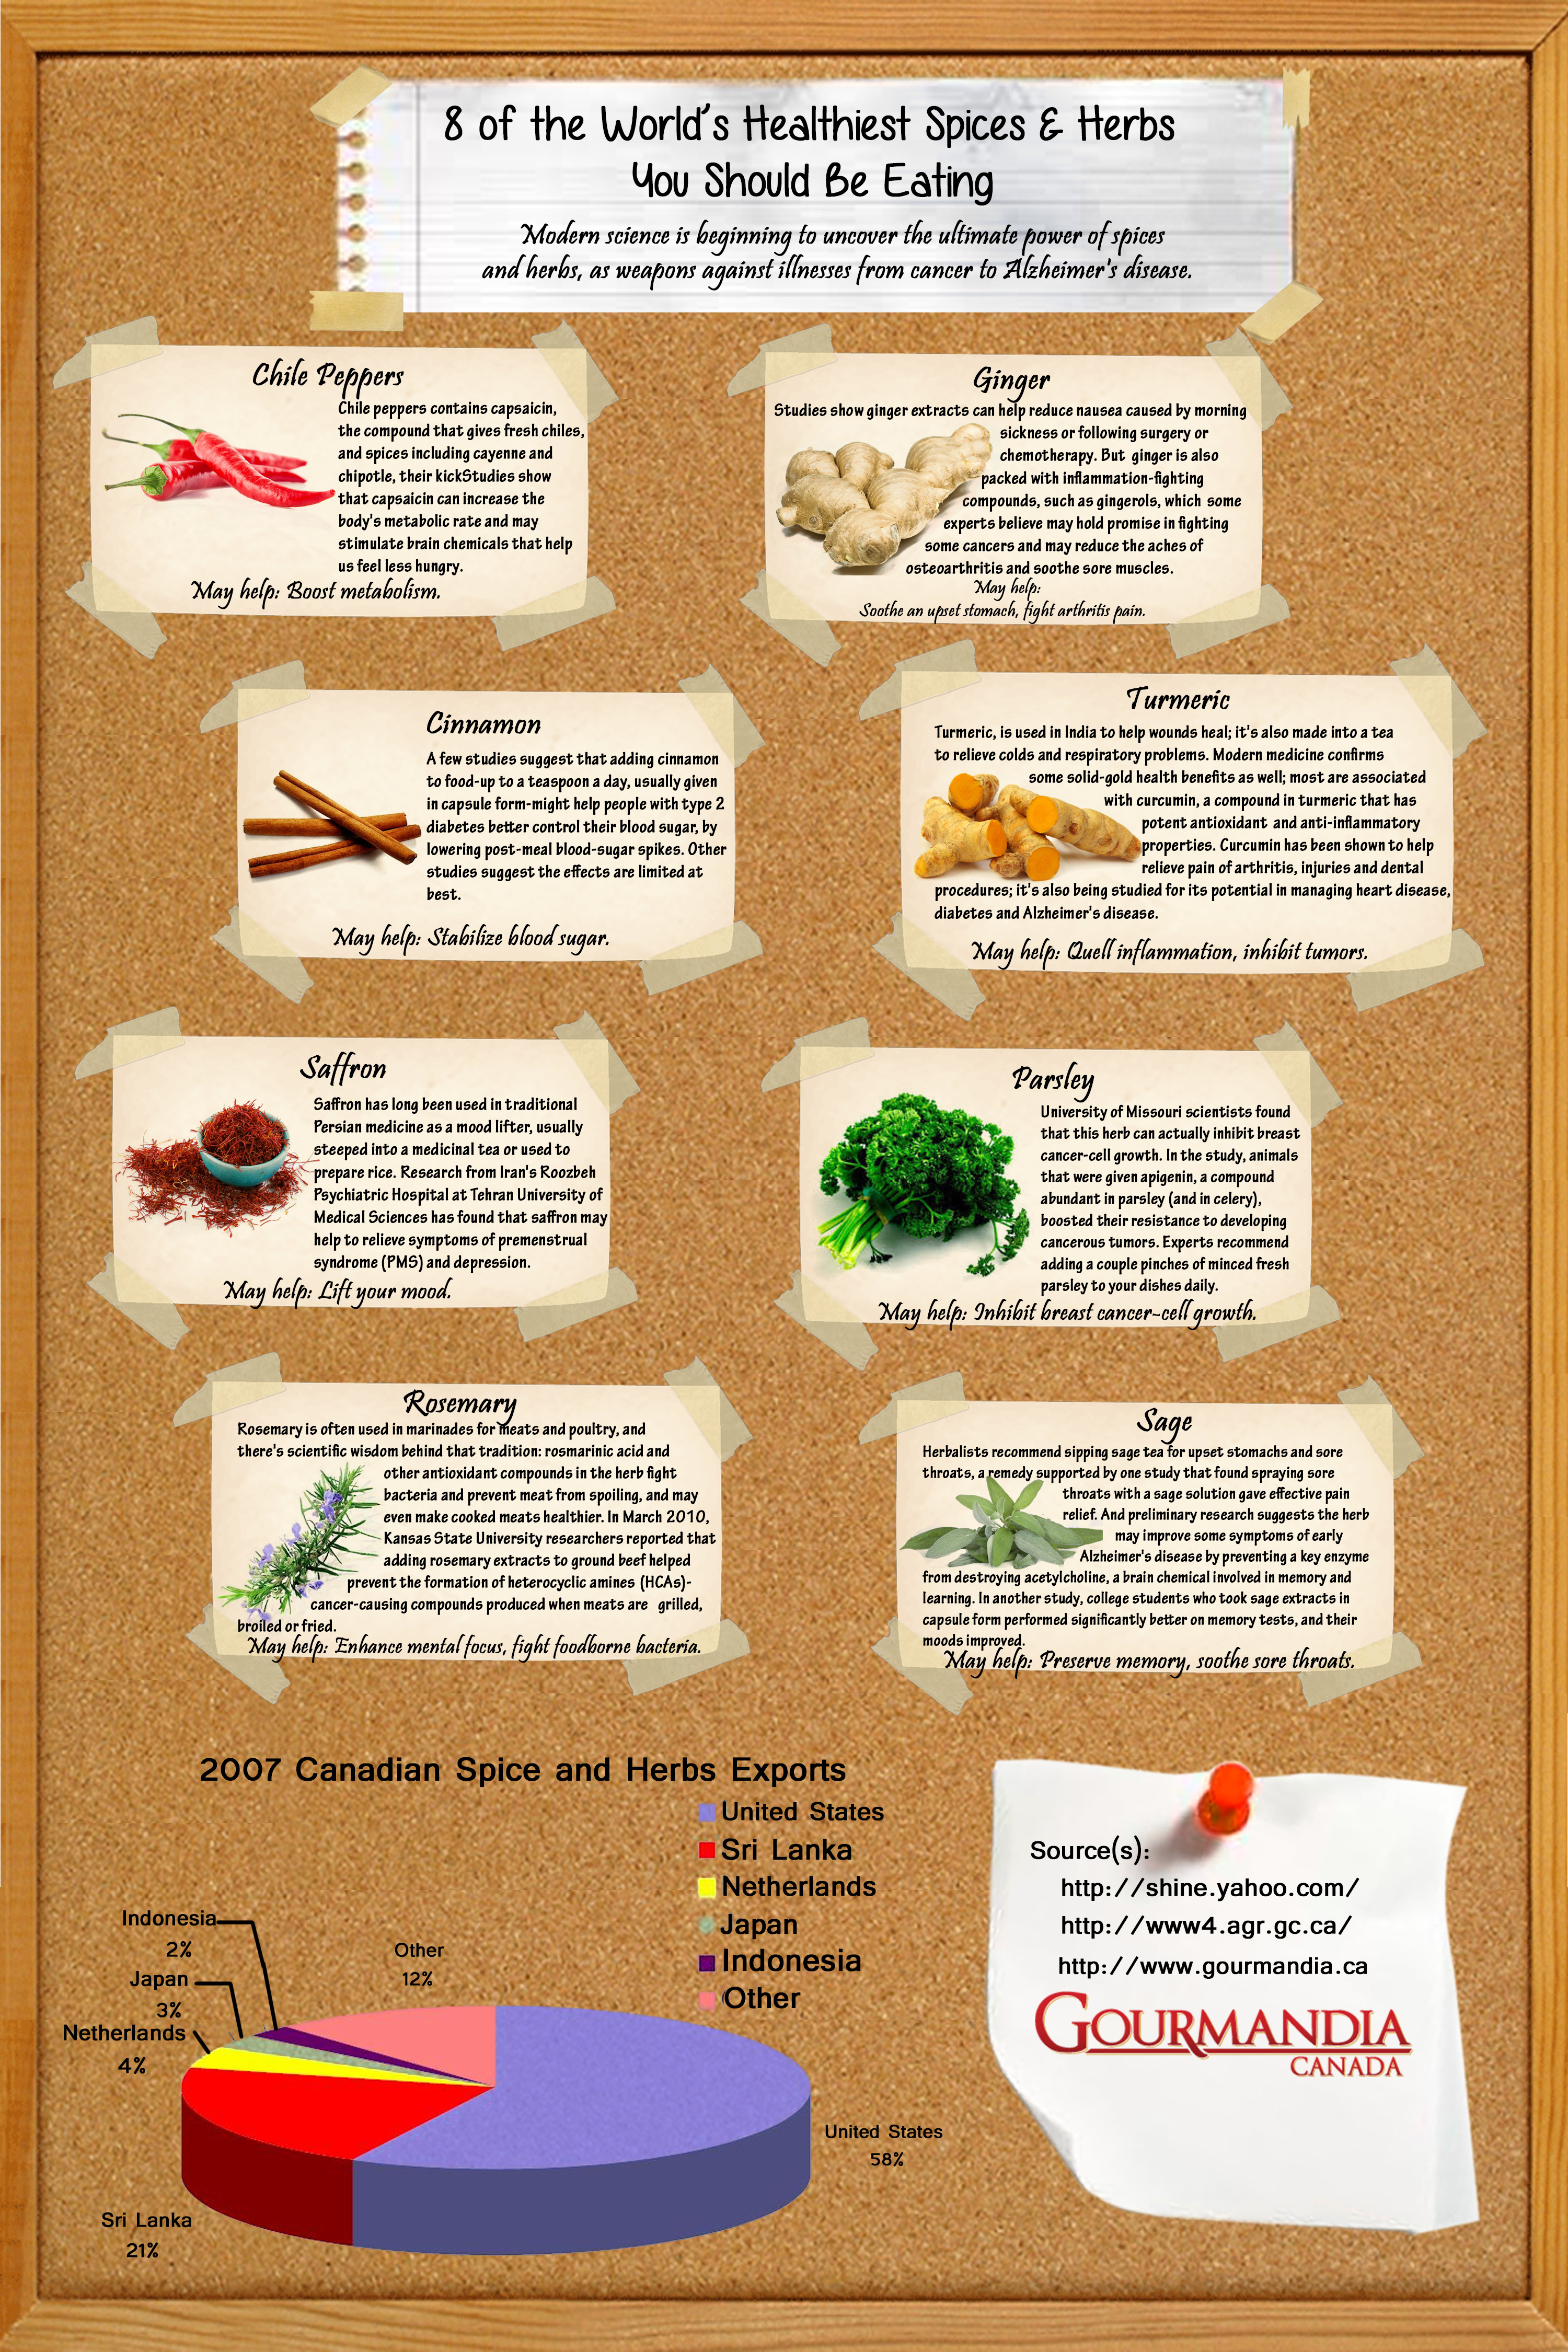 8 of the World's Healthiest Spices & Herbs
You Should Be Eating
Modern science is beginning to uncover the ultimate power of spices
and herbs, as weapons against illnesses from cancer to Alzheimer's disease.
Chile Peppers
Chile peppers contains capsaicin,
the compound that gives fresh chiles,
and spices including cayenne and
chipotle, their kickStudies show
that capsaicin can increase the
body's metabolic rate and may
stimulate brain chemicals that help
us feel less hungry.
May help: Boost metabolism.
Ginger
Studies show ginger extracts can help reduce nausea caused by morning
sickness or following surgery or
chemotherapy. But ginger is also
packed with inflammation-fighting
compounds, such as gingerols, which some
experts believe may hold promise in fighting
some cancers and may reduce the aches of
osteoarthritis and soothe sore muscles.
May help:
Soothe an upset stomach, fight arthritis pain.
Cinnamon
A few studies suggest that adding cinnamon
to food-up to a teaspoon a day, usually given
in capsule form-might help people with type 2
diabetes better control their blood sugar, by
lowering post-meal blood-sugar spikes. Other
studies suggest the effects are limited at
best.
May help: Stabilize blood sugar.
Turmeric
Turmeric, is used in India to help wounds heal; it's also made into a tea
to relieve colds and respiratory problems. Modern medicine confirms
some solid-gold health benefits as well; most are associated
with curcumin, a compound in turmeric that has
potent antioxidant and anti-inflammatory
properties. Curcumin has been shown to help
relieve pain of arthritis, injuries and dental
procedures; it's also being studied for its potential in managing heart disease,
diabetes and Alzheimer's disease.
May help: Quell inflammation, inhibit tumors.
Saffron
Saffron has long been used in traditional
Persian medicine as a mood lifter, usually
steeped into a medicinal tea or used to
prepare rice. Research from Iran's Roozbeh
Psychiatric Hospital at Tehran University of
Medical Sciences has found that saffron may
help to relieve symptoms of premenstrual
syndrome (PMS) and depression.
May help: Lift your mood.
Parsley
University of Missouri scientists found
that this herb can actually inhibit breast
cancer-cell growth. In the study, animals
that were given apigenin, a compound
abundant in parsley (and in celery),
boosted their resistance to developing
cancerous tumors. Experts recommend
adding a couple pinches of minced fresh
parsley to your dishes daily.
May help: Inhibit breast cancer-cell growth.
Rosemary
Rosemary is often used in marinades for meats and poultry, and
there's scientific wisdom behind that tradition: rosmarinic acid and
other antioxidant compounds in the herb fight
bacteria and prevent meat from spoiling, and may
even make cooked meats healthier. In March 2010,
Kansas State University researchers reported that
adding rosemary extracts to ground beef helped
prevent the formation of heterocyclic amines (HCAs)-
cancer-causing compounds produced when meats are grilled,
broiled or fried.
May help: Enhance mental focus, fight foodborne bacteria.
Sage
Herbalists recommend sipping sage tea for upset stomachs and sore
throats, a remedy supported by one study that found spraying sore
throats with a sage solution gave effective pain
relief. And preliminary research suggests the herb
may improve some symptoms of early
Alzheimer's disease by preventing a key enzyme
from destroying acetylcholine, a brain chemical involved in memory and
learning. In another study, college students who took sage extracts in
capsule form performed significantly better on memory tests, and their
moods improved.
May help: Preserve memory, soothe sore throats.
2007 Canadian Spice and Herbs Exports
United States
Sri Lanka
Netherlands
Japan
Indonesia
Other
Indonesia
2%
Japan
3%
Netherlands
4%
Other
12%
United States
58%
Sri Lanka
21%
Source(s):
http://shine.yahoo.com/
http://www4.agr.gc.ca/
http://www.gourmandia.ca
GOURMANDIA
CANADA